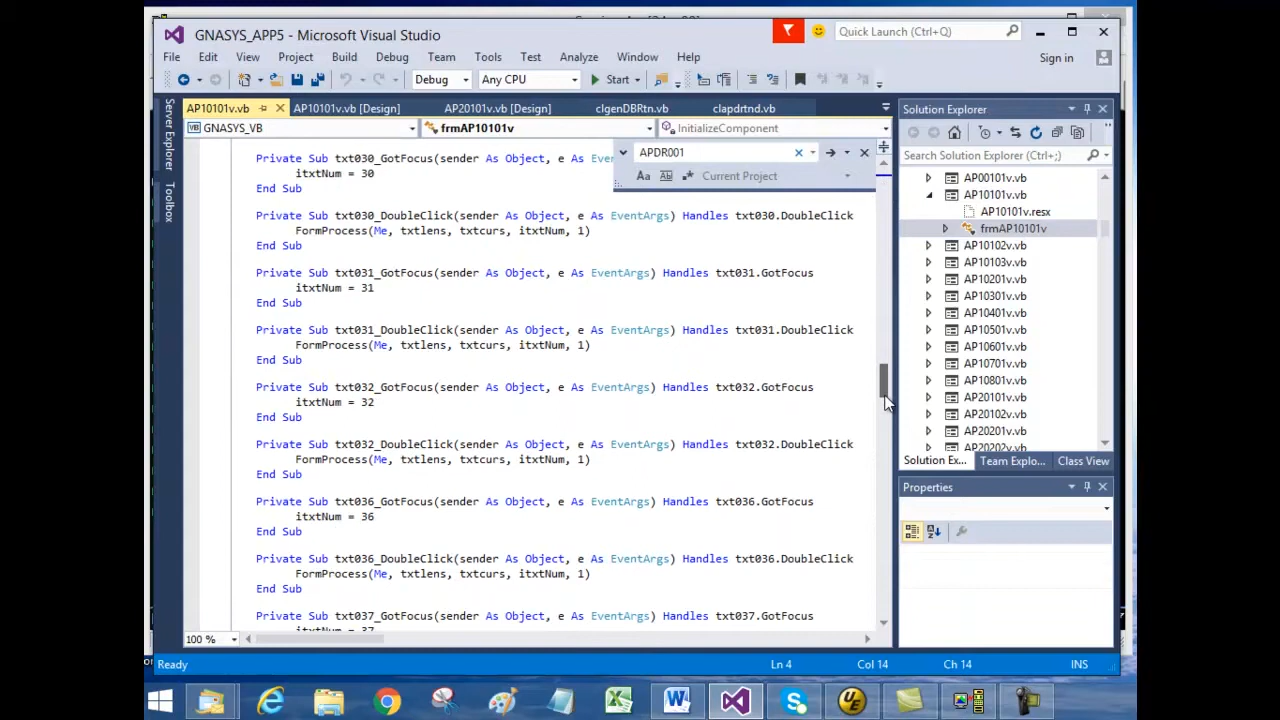 GNASYS_APP5 - Microsoft Visual Studio
Quick Launch (Ctrl+Q)
File Edit View Project Build Debug Team Tools Test Analyze Window Help
Sign in
Debug Any CPU Start
AP10101v.vb AP10101v.vb [Design] AP20101v.vb [Design] clgenDBRtn.vb clapdrtnd.vb
GNASYS_VB frmAP10101v InitializeComponent
APDR001
Aa Current Project
Server Explorer
Toolbox
Private Sub txt030_GotFocus(sender As Object, e As Eve
itxtNum = 30
End Sub
Private Sub txt030_DoubleClick(sender As Object, e As EventArgs) Handles txt030.DoubleClick
FormProcess(Me, txtlens, txtcurs, itxtNum, 1)
End Sub
Private Sub txt031_GotFocus(sender As Object, e As EventArgs) Handles txt031.GotFocus
itxtNum = 31
End Sub
Private Sub txt031_DoubleClick(sender As Object, e As EventArgs) Handles txt031.DoubleClick
FormProcess(Me, txtlens, txtcurs, itxtNum, 1)
End Sub
Private Sub txt032_GotFocus(sender As Object, e As EventArgs) Handles txt032.GotFocus
itxtNum = 32
End Sub
Private Sub txt032_DoubleClick(sender As Object, e As EventArgs) Handles txt032.DoubleClick
FormProcess(Me, txtlens, txtcurs, itxtNum, 1)
End Sub
Private Sub txt036_GotFocus(sender As Object, e As EventArgs) Handles txt036.GotFocus
itxtNum = 36
End Sub
Private Sub txt036_DoubleClick(sender As Object, e As EventArgs) Handles txt036.DoubleClick
FormProcess(Me, txtlens, txtcurs, itxtNum, 1)
End Sub
Private Sub txt037_GotFocus(sender As Object, e As EventArgs) Handles txt037.GotFocus
itxtNum = 37
100 %
Solution Explorer
Search Solution Explorer (Ctrl+;)
AP00101v.vb
AP10101v.vb
AP10101v.resx
frmAP10101v
AP10102v.vb
AP10103v.vb
AP10201v.vb
AP10301v.vb
AP10401v.vb
AP10501v.vb
AP10601v.vb
AP10701v.vb
AP10801v.vb
AP20101v.vb
AP20102v.vb
AP20201v.vb
AP20202v.vb
Solution Ex... Team Explo... Class View
Properties
Ready Ln 4 Col 14 Ch 14 INS